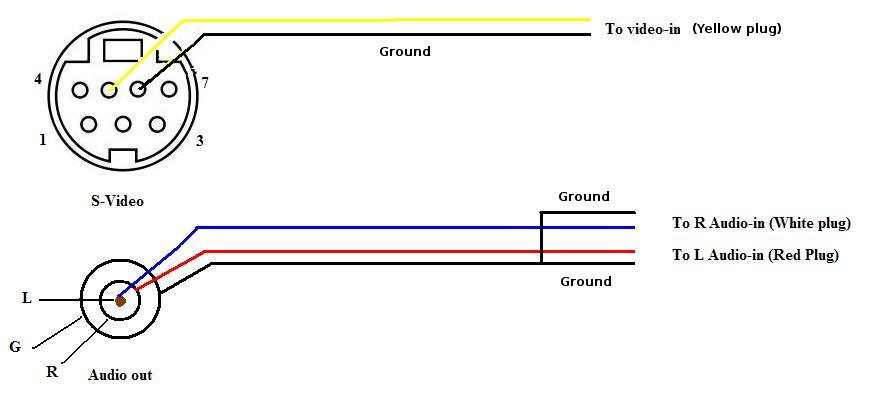 To video-in (Yellow plug)
Ground
4
7
1
3
S-Video
Ground
To R Audio-in (White plug)
To L Audio-in (Red Plug)
Ground
L
G
R
Audio out